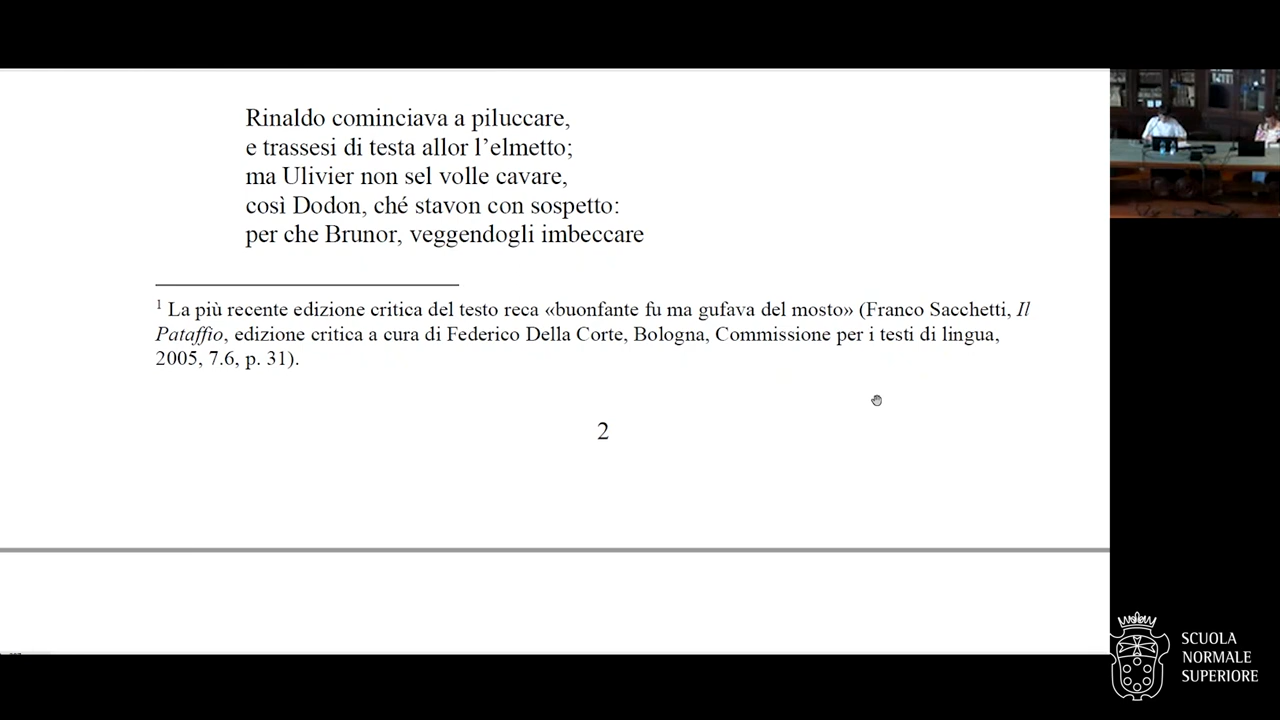 Rinaldo cominciava a piluccare,
e trassesi di testa allor l’elmetto;
ma Ulivier non sel volle cavare,
così Dodon, ché stavon con sospetto:
per che Brunor, veggendogli imbeccare
1 La più recente edizione critica del testo reca «buonfante fu ma gufava del mosto» (Franco Sacchetti, Il
Pataffio, edizione critica a cura di Federico Della Corte, Bologna, Commissione per i testi di lingua,
2005, 7.6, p. 31).
2
SCUOLA
NORMALE
SUPERIORE